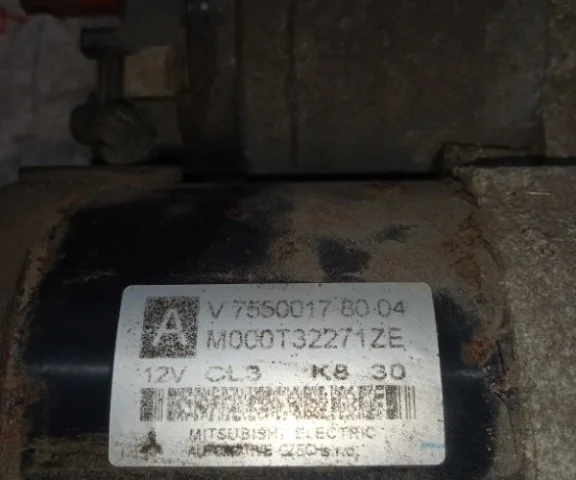 A
V 7550017 80-04
M000T32271ZE
12V CL3 K8 30
MITSUBISHI ELECTRIC
AUTOMOTIVE CZECH s.r.o.